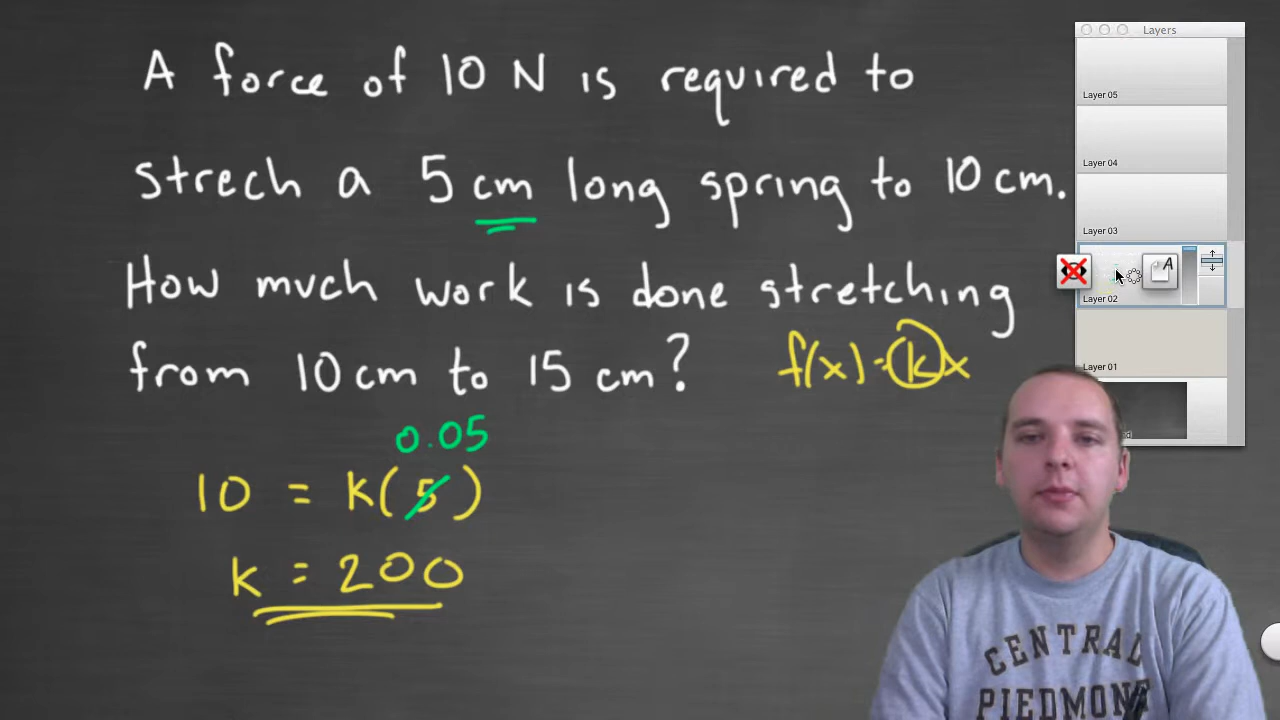 A force of 10 N is required to
strech a 5 cm long spring to 10 cm.
How much work is done stretching
from 10 cm to 15 cm?
f(x) = kx
0.05
10 = k(5)
k = 200
Layers
Layer 05
Layer 04
Layer 03
A
Layer 02
Layer 01
CENTRAL
PIEDMONT